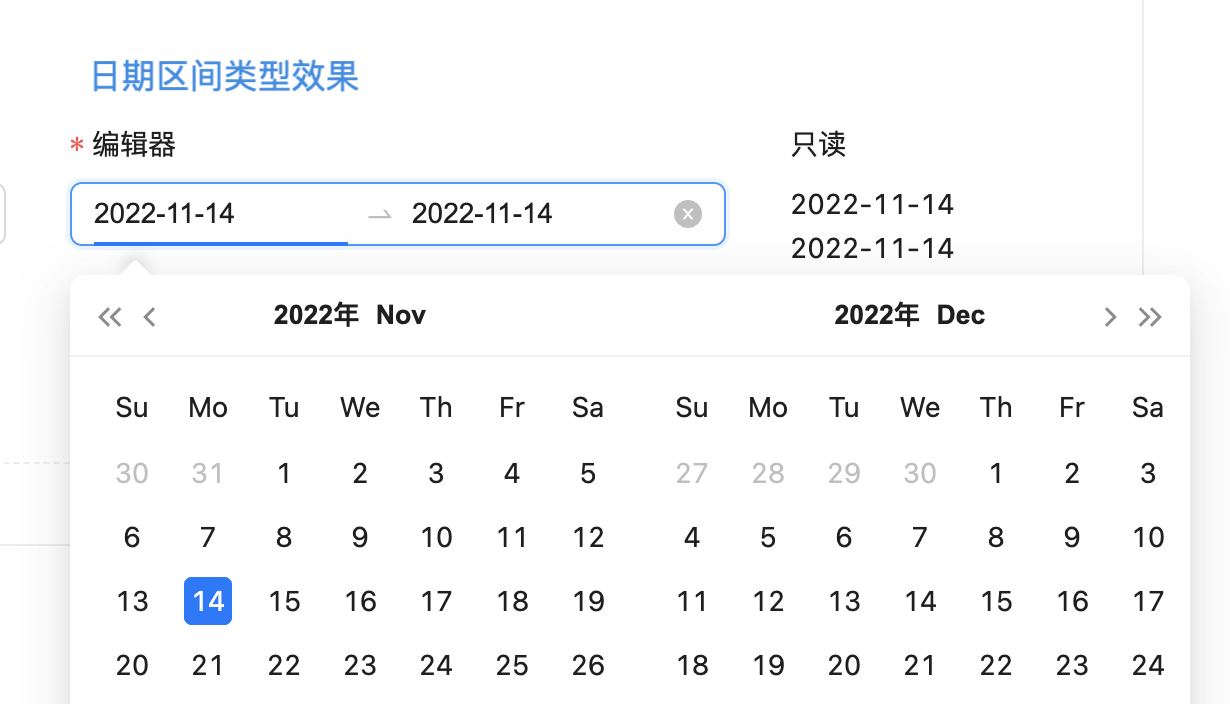 日期区间类型效果
* 编辑器
只读
2022-11-14 → 2022-11-14
2022-11-14
2022-11-14
2022年 Nov
2022年 Dec
Su Mo Tu We Th Fr Sa
Su Mo Tu We Th Fr Sa
30 31 1 2 3 4 5
27 28 29 30 1 2 3
6 7 8 9 10 11 12
4 5 6 7 8 9 10
13 14 15 16 17 18 19
11 12 13 14 15 16 17
20 21 22 23 24 25 26
18 19 20 21 22 23 24